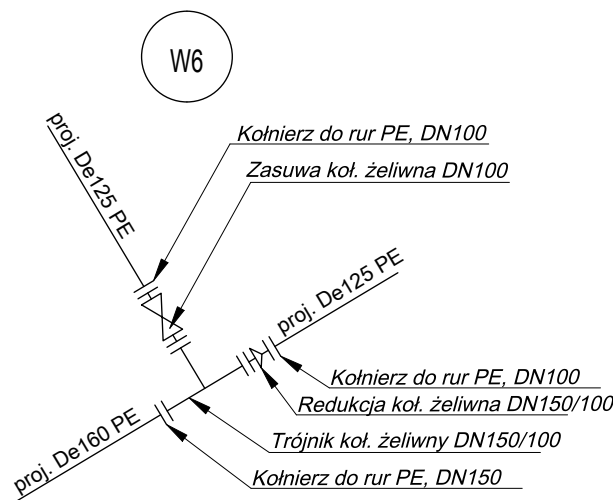 W6
proj. De125 PE
Kołnierz do rur PE, DN100
Zasuwa koł. żeliwna DN100
proj. De125 PE
Kołnierz do rur PE, DN100
Redukcja koł. żeliwna DN150/100
Trójnik koł. żeliwny DN150/100
Kołnierz do rur PE, DN150
proj. De160 PE